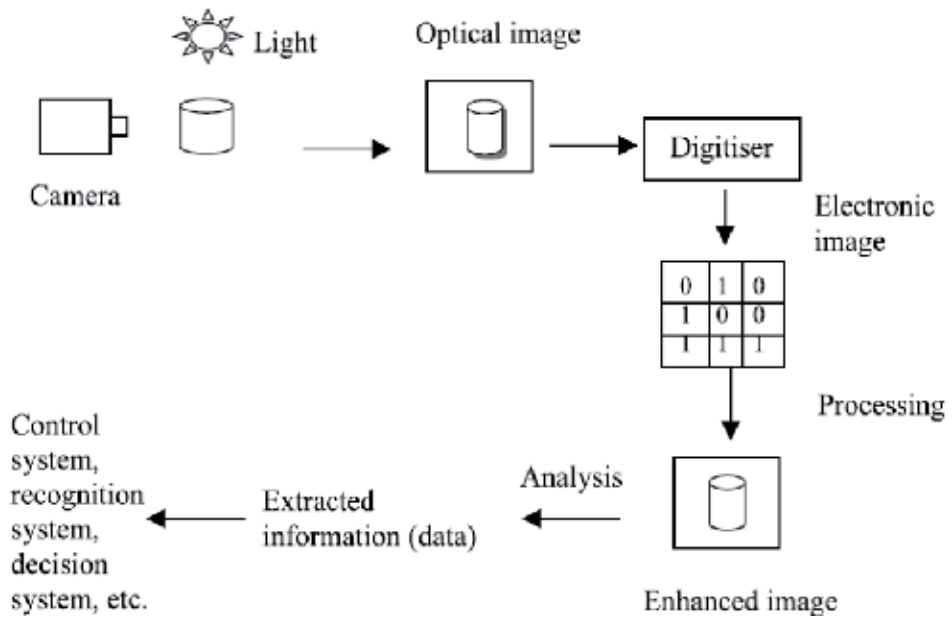 Light
Optical image
Camera
Digitiser
Electronic
image
0 1 0
1 0 0
1 1 1
Processing
Enhanced image
Analysis
Extracted
information (data)
Control
system,
recognition
system,
decision
system, etc.